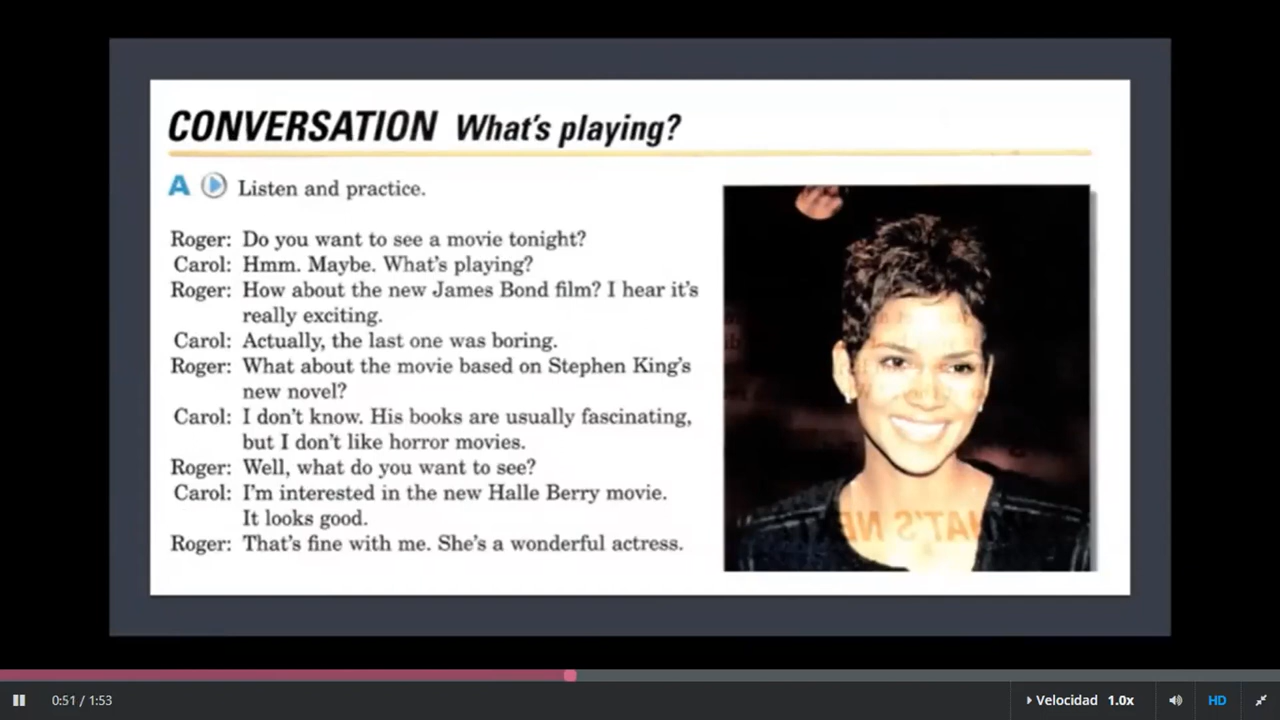 CONVERSATION What's playing?
A Listen and practice.
Roger: Do you want to see a movie tonight?
Carol: Hmm. Maybe. What's playing?
Roger: How about the new James Bond film? I hear it's
really exciting.
Carol: Actually, the last one was boring.
Roger: What about the movie based on Stephen King's
new novel?
Carol: I don't know. His books are usually fascinating,
but I don't like horror movies.
Roger: Well, what do you want to see?
Carol: I'm interested in the new Halle Berry movie.
It looks good.
Roger: That's fine with me. She's a wonderful actress.
WHAT'S NEXT
0:51 / 1:53
Velocidad 1.0x
HD